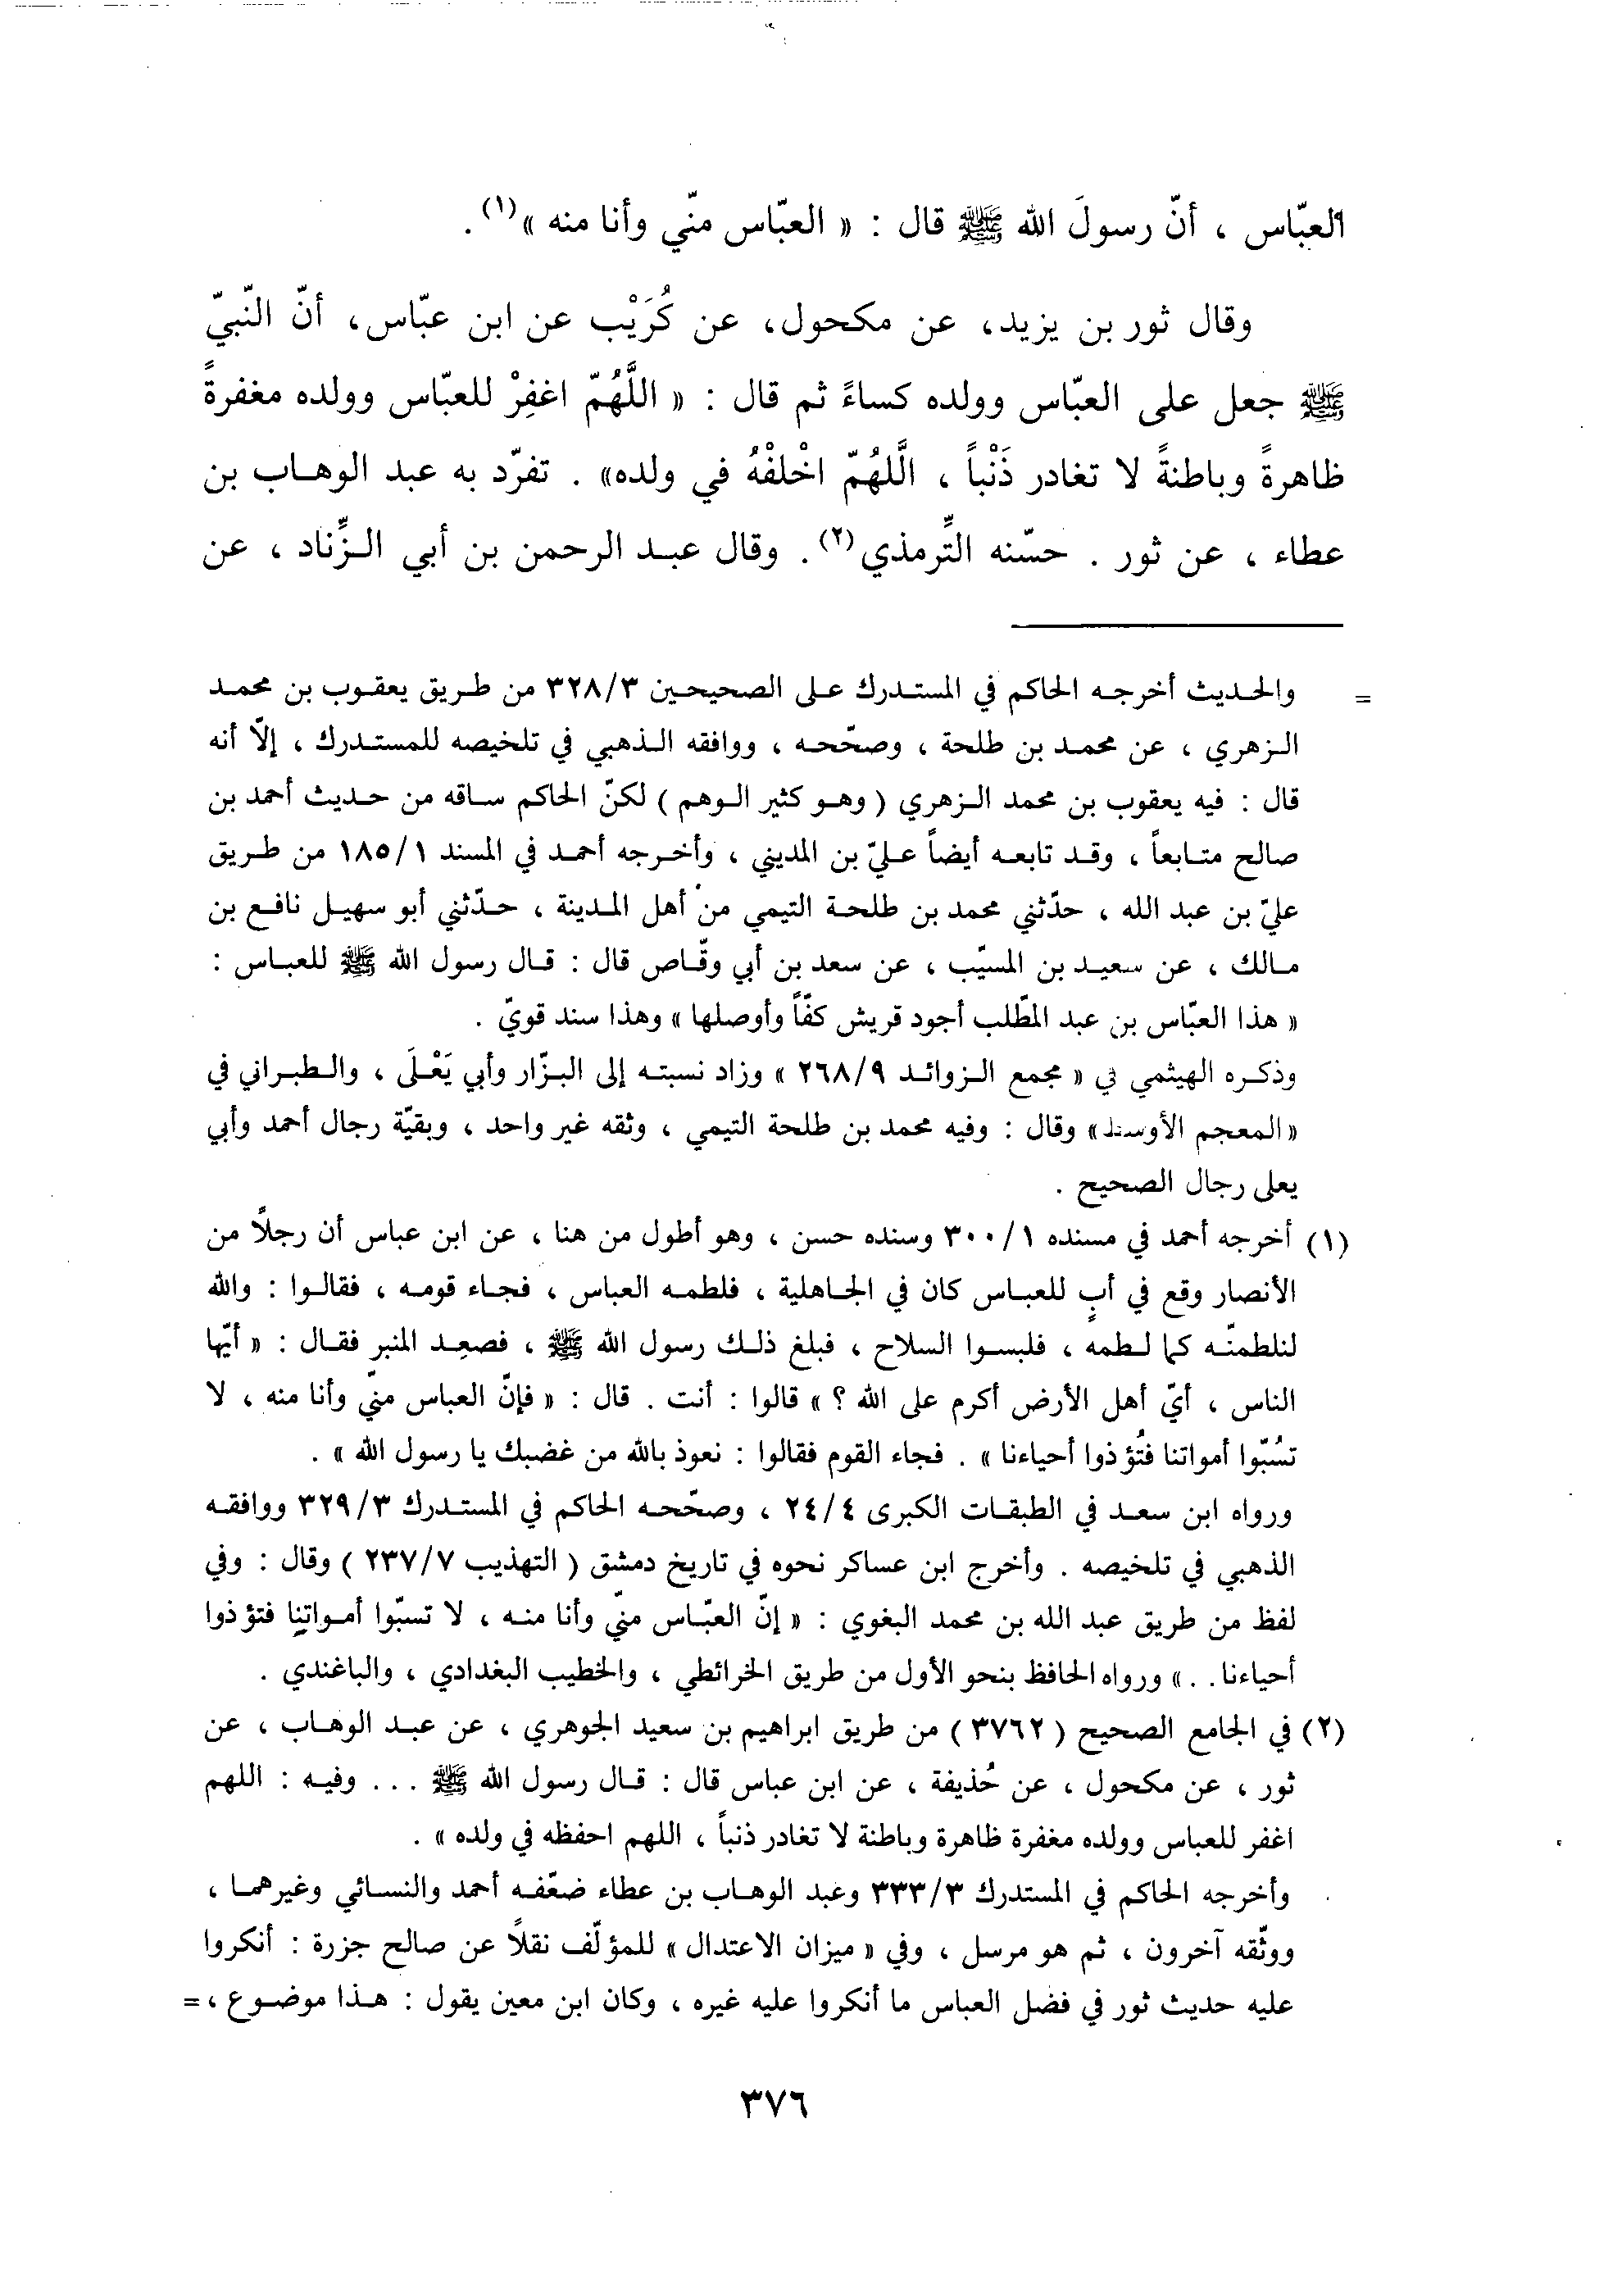 العبّاس ، أنّ رسولَ الله ﷺ قال : « العبّاس منّي وأنا منه »(١) .
وقال ثور بن يزيد، عن مكحول، عن كُرَيْب عن ابن عبّاس، أنّ النّبيّ
ﷺ جعل على العبّاس وولده كساءً ثم قال : « اللَّهُمّ اغفِرْ للعبّاس وولده مغفرةً
ظاهرةً وباطنةً لا تغادر ذَنْباً ، الَّلهُمّ اخْلفْهُ في ولده» . تفرّد به عبد الوهاب بن
عطاء ، عن ثور . حسّنه التِّرمذي(٢) . وقال عبد الرحمن بن أبي الزِّناد ، عن
= والحديث أخرجه الحاكم في المستدرك على الصحيحين ٣٢٨/٣ من طريق يعقوب بن محمد
الزهري ، عن محمد بن طلحة ، وصحّحه ، ووافقه الذهبي في تلخيصه للمستدرك ، إلّا أنه
قال : فيه يعقوب بن محمد الزهري ( وهو كثير الوهم ) لكنّ الحاكم ساقه من حديث أحمد بن
صالح متابعاً ، وقد تابعه أيضاً عليّ بن المديني ، وأخرجه أحمد في المسند ١٨٥/١ من طريق
عليّ بن عبد الله ، حدّثني محمد بن طلحة التيمي من أهل المدينة ، حدّثني أبو سهيل نافع بن
مالك ، عن سعيد بن المسيّب ، عن سعد بن أبي وقّاص قال : قال رسول الله ﷺ للعباس :
« هذا العبّاس بن عبد المطّلب أجود قريش كفّاً وأوصلها » وهذا سند قويّ .
وذكره الهيثمي في « مجمع الزوائد ٢٦٨/٩ » وزاد نسبته إلى البزّار وأبي يَعْلَى ، والطبراني في
«المعجم الأوسط» وقال : وفيه محمد بن طلحة التيمي ، وثقه غير واحد ، وبقيّة رجال أحمد وأبي
يعلى رجال الصحيح .
(١) أخرجه أحمد في مسنده ٣٠٠/١ وسنده حسن ، وهو أطول من هنا ، عن ابن عباس أن رجلًا من
الأنصار وقع في أبٍ للعباس كان في الجاهلية ، فلطمه العباس ، فجاء قومه ، فقالوا : والله
لنلطمنّه كما لطمه ، فلبسوا السلاح ، فبلغ ذلك رسول الله ﷺ ، فصعِد المنبر فقال : « أيّها
الناس ، أيّ أهل الأرض أكرم على الله ؟ » قالوا : أنت . قال : « فإنّ العباس منّي وأنا منه ، لا
تسُبّوا أمواتنا فتُؤذوا أحياءنا » . فجاء القوم فقالوا : نعوذ بالله من غضبك يا رسول الله » .
ورواه ابن سعد في الطبقات الكبرى ٢٤/٤ ، وصحّحه الحاكم في المستدرك ٣٢٩/٣ ووافقه
الذهبي في تلخيصه . وأخرج ابن عساكر نحوه في تاريخ دمشق ( التهذيب ٢٣٧/٧ ) وقال : وفي
لفظ من طريق عبد الله بن محمد البغوي : « إنّ العبّاس منّي وأنا منه ، لا تسبّوا أمواتنا فتؤذوا
أحياءنا . . » ورواه الحافظ بنحو الأول من طريق الخرائطي ، والخطيب البغدادي ، والباغندي .
(٢) في الجامع الصحيح ( ٣٧٦٢ ) من طريق ابراهيم بن سعيد الجوهري ، عن عبد الوهاب ، عن
ثور ، عن مكحول ، عن حُذيفة ، عن ابن عباس قال : قال رسول الله ﷺ . . . وفيه : اللهم
اغفر للعباس وولده مغفرة ظاهرة وباطنة لا تغادر ذنباً ، اللهم احفظه في ولده » .
وأخرجه الحاكم في المستدرك ٣٣٣/٣ وعبد الوهاب بن عطاء ضعّفه أحمد والنسائي وغيرهما ،
ووثّقه آخرون ، ثم هو مرسل ، وفي « ميزان الاعتدال » للمؤلّف نقلًا عن صالح جزرة : أنكروا
عليه حديث ثور في فضل العباس ما أنكروا عليه غيره ، وكان ابن معين يقول : هذا موضوع ، =
٣٧٦